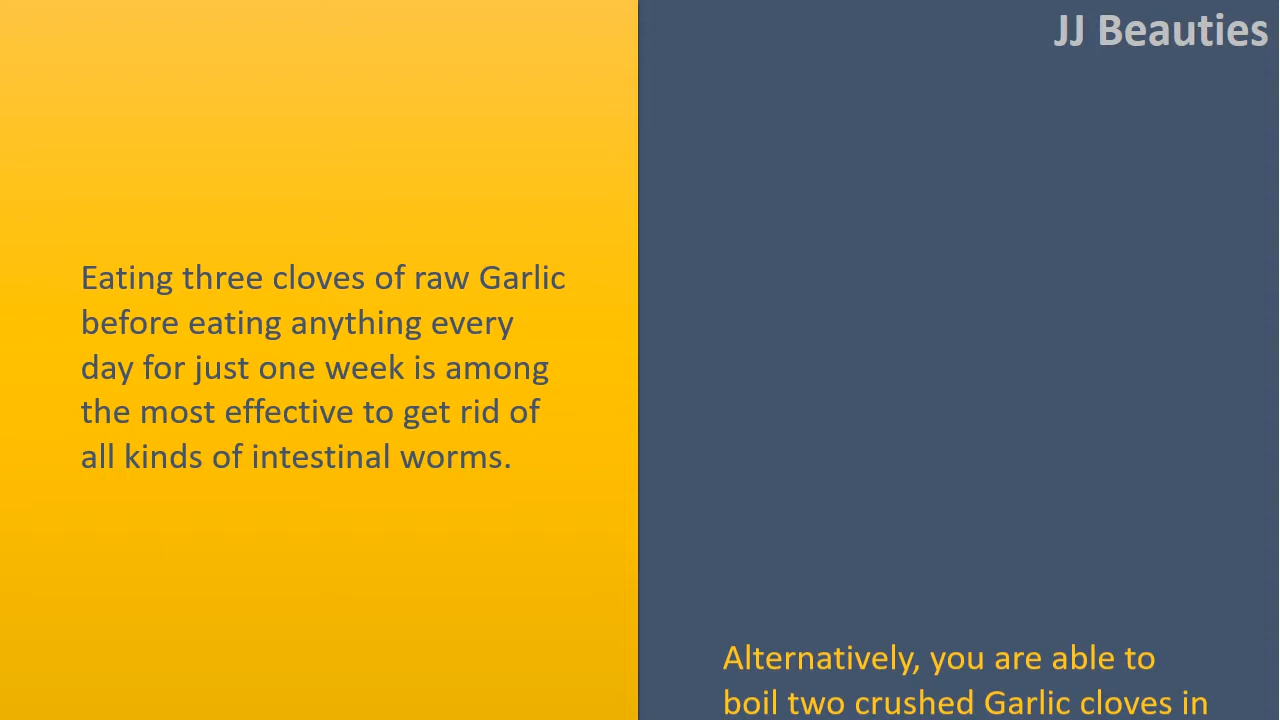 JJ Beauties
Eating three cloves of raw Garlic
before eating anything every
day for just one week is among
the most effective to get rid of
all kinds of intestinal worms.
Alternatively, you are able to
boil two crushed Garlic cloves in